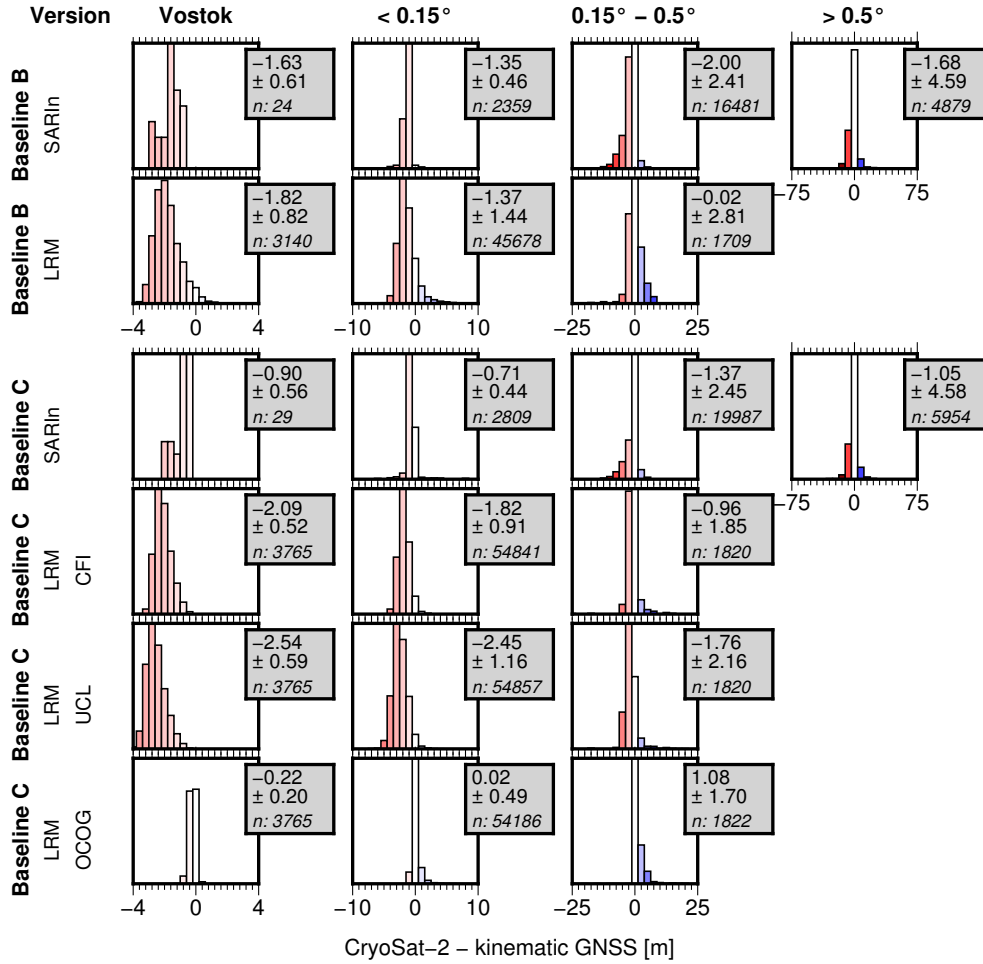 Version Vostok < 0.15° 0.15° − 0.5° > 0.5°
Baseline B
SARIn
−1.63
± 0.61
n: 24
−1.35
± 0.46
n: 2359
−2.00
± 2.41
n: 16481
−1.68
± 4.59
n: 4879
−75 0 75
Baseline B
LRM
−1.82
± 0.82
n: 3140
−1.37
± 1.44
n: 45678
−0.02
± 2.81
n: 1709
−4 0 4 −10 0 10 −25 0 25
Baseline C
SARIn
−0.90
± 0.56
n: 29
−0.71
± 0.44
n: 2809
−1.37
± 2.45
n: 19987
−1.05
± 4.58
n: 5954
−75 0 75
Baseline C
LRM
CFI
−2.09
± 0.52
n: 3765
−1.82
± 0.91
n: 54841
−0.96
± 1.85
n: 1820
Baseline C
LRM
UCL
−2.54
± 0.59
n: 3765
−2.45
± 1.16
n: 54857
−1.76
± 2.16
n: 1820
Baseline C
LRM
OCOG
−0.22
± 0.20
n: 3765
0.02
± 0.49
n: 54186
1.08
± 1.70
n: 1822
−4 0 4 −10 0 10 −25 0 25
CryoSat−2 − kinematic GNSS [m]